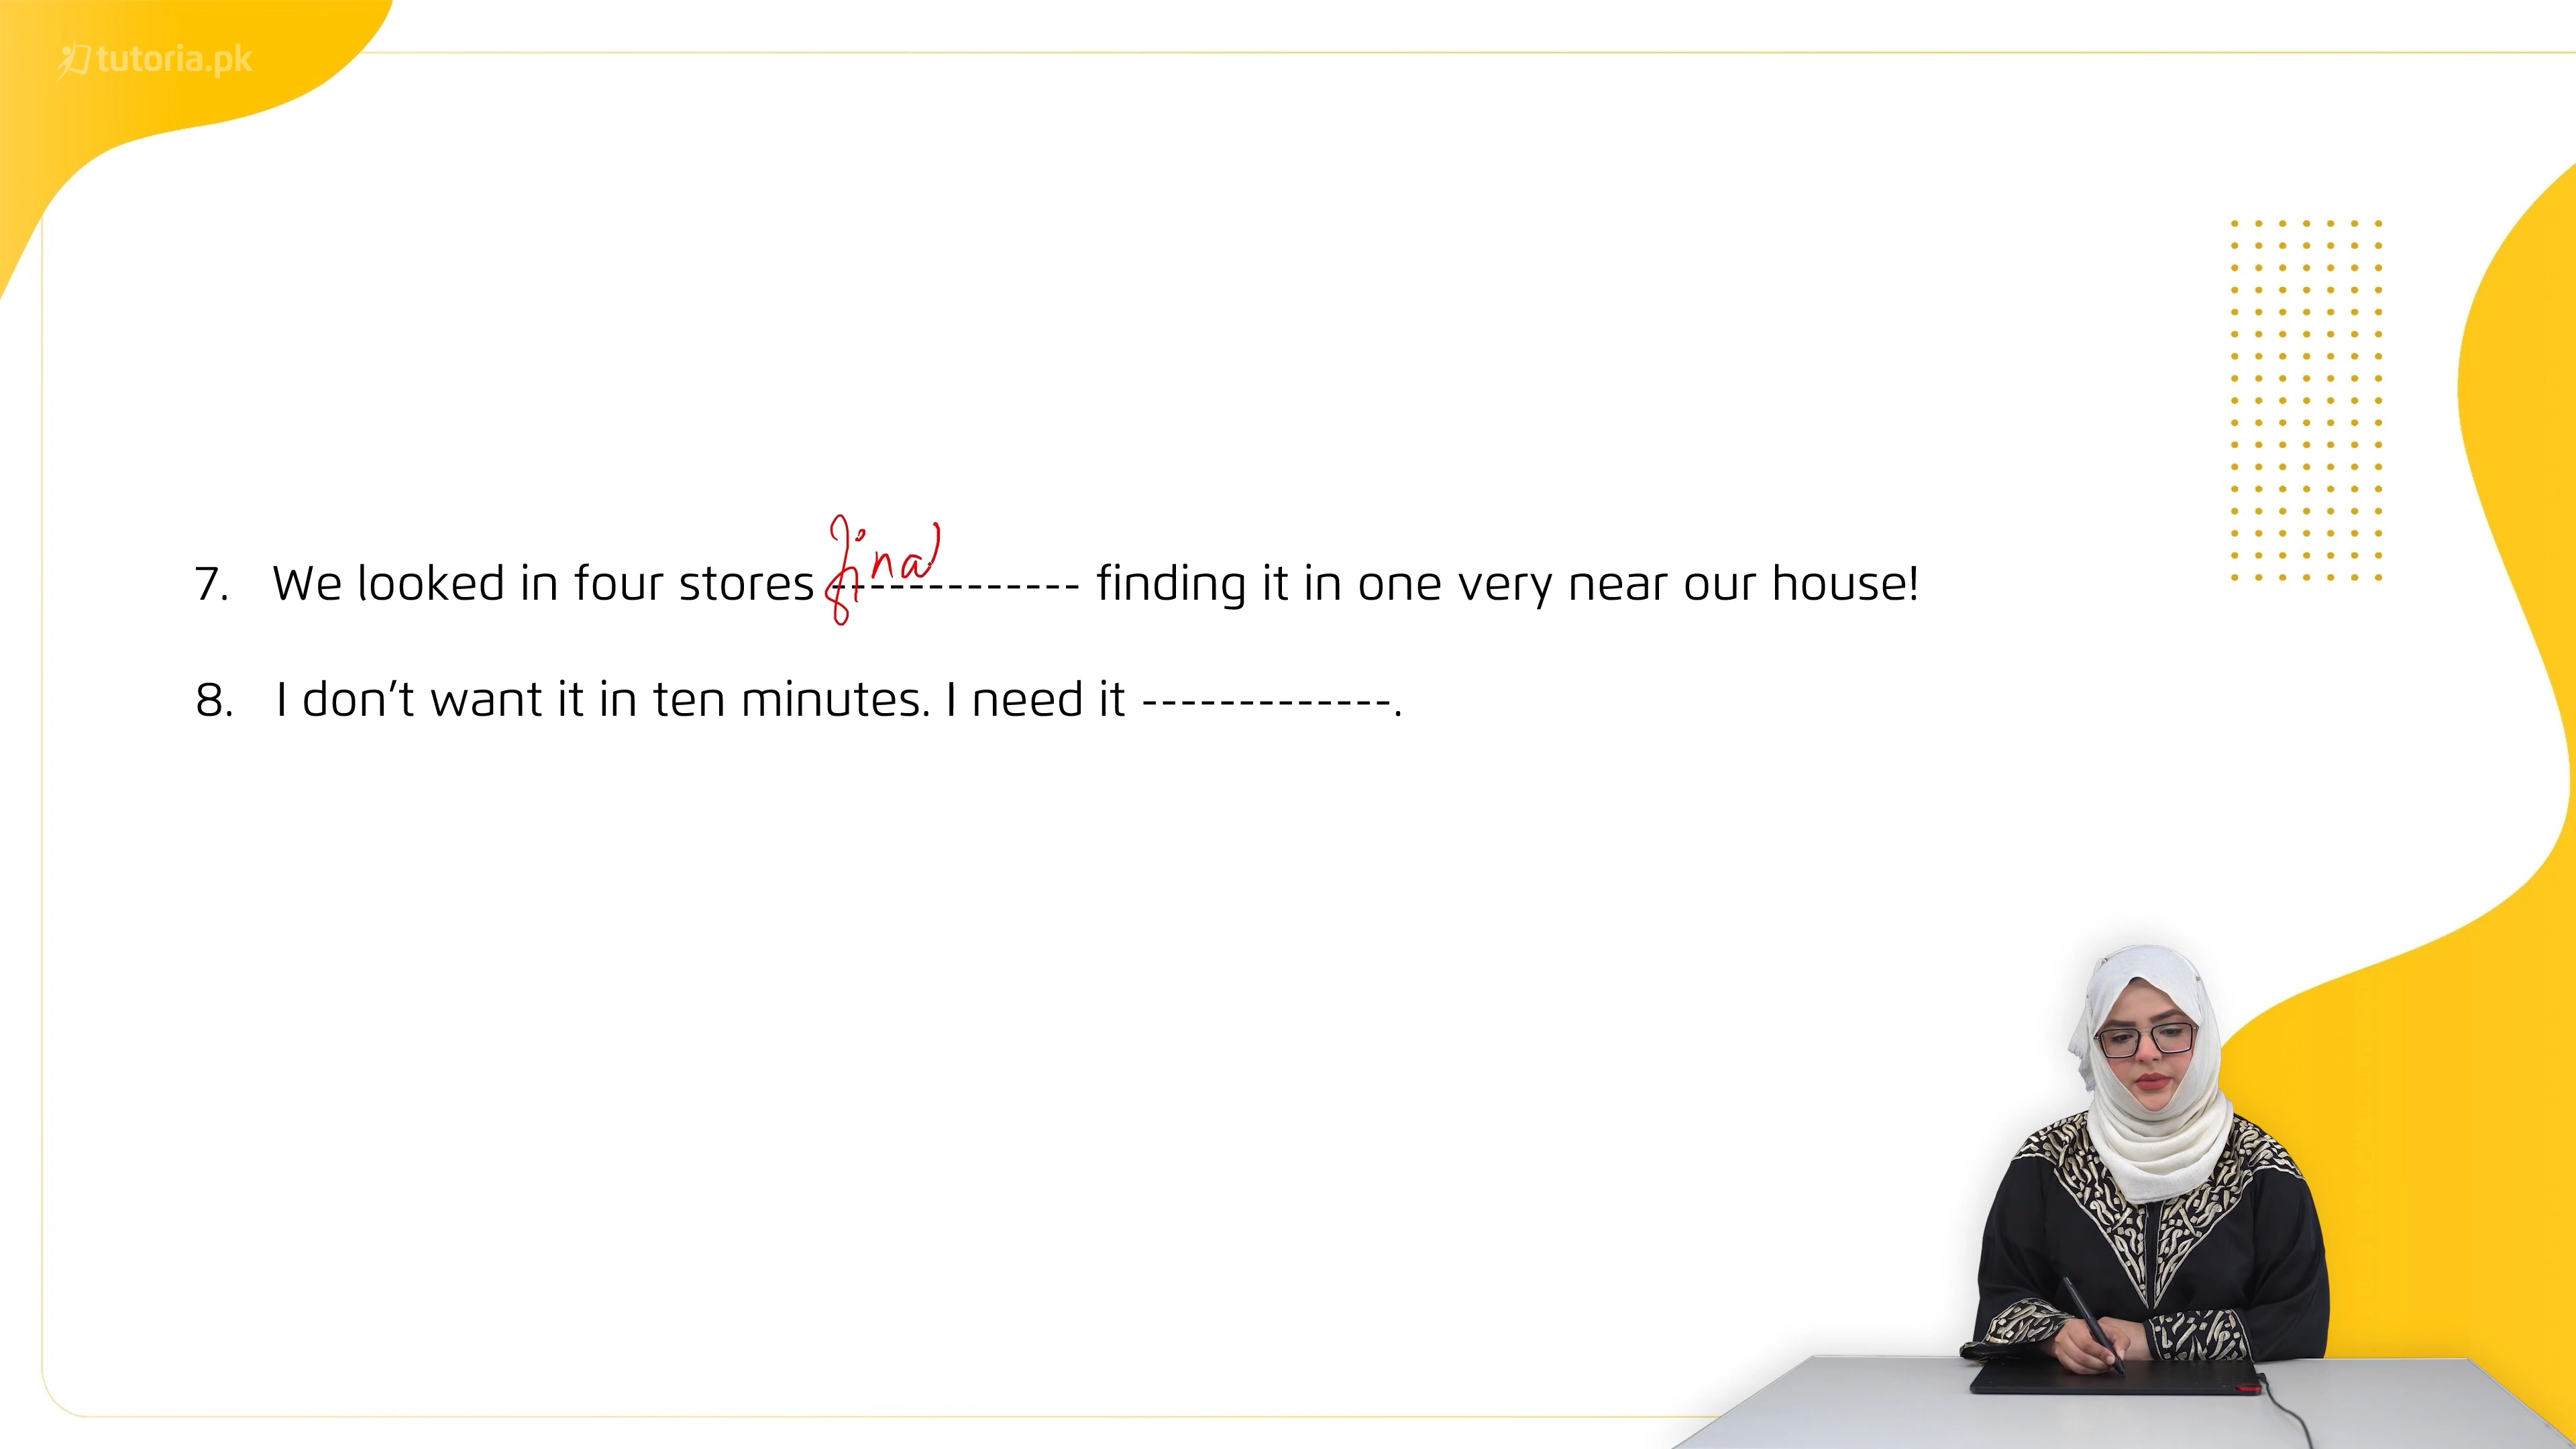 tutoria.pk
7. We looked in four stores final------------- finding it in one very near our house!
8. I don't want it in ten minutes. I need it -------------.